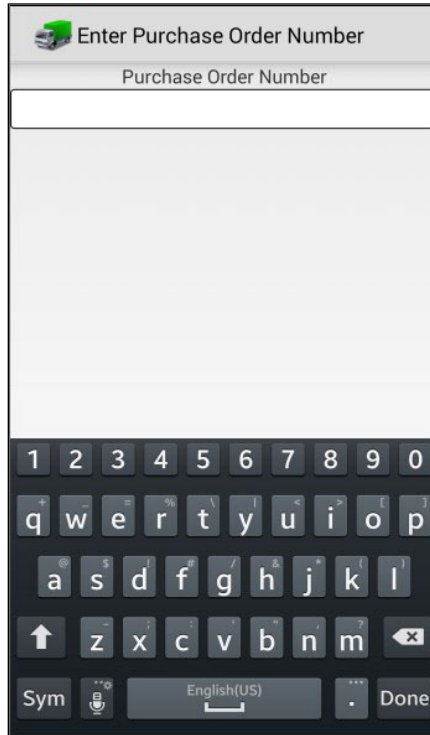 Enter Purchase Order Number
Purchase Order Number
1 2 3 4 5 6 7 8 9 0
+ _ = % \ | < > [ ]
q w e r t y u i o p
@ $ ! # / & * ( )
a s d f g h j k l
z x c v b n m
Sym English(US) . Done